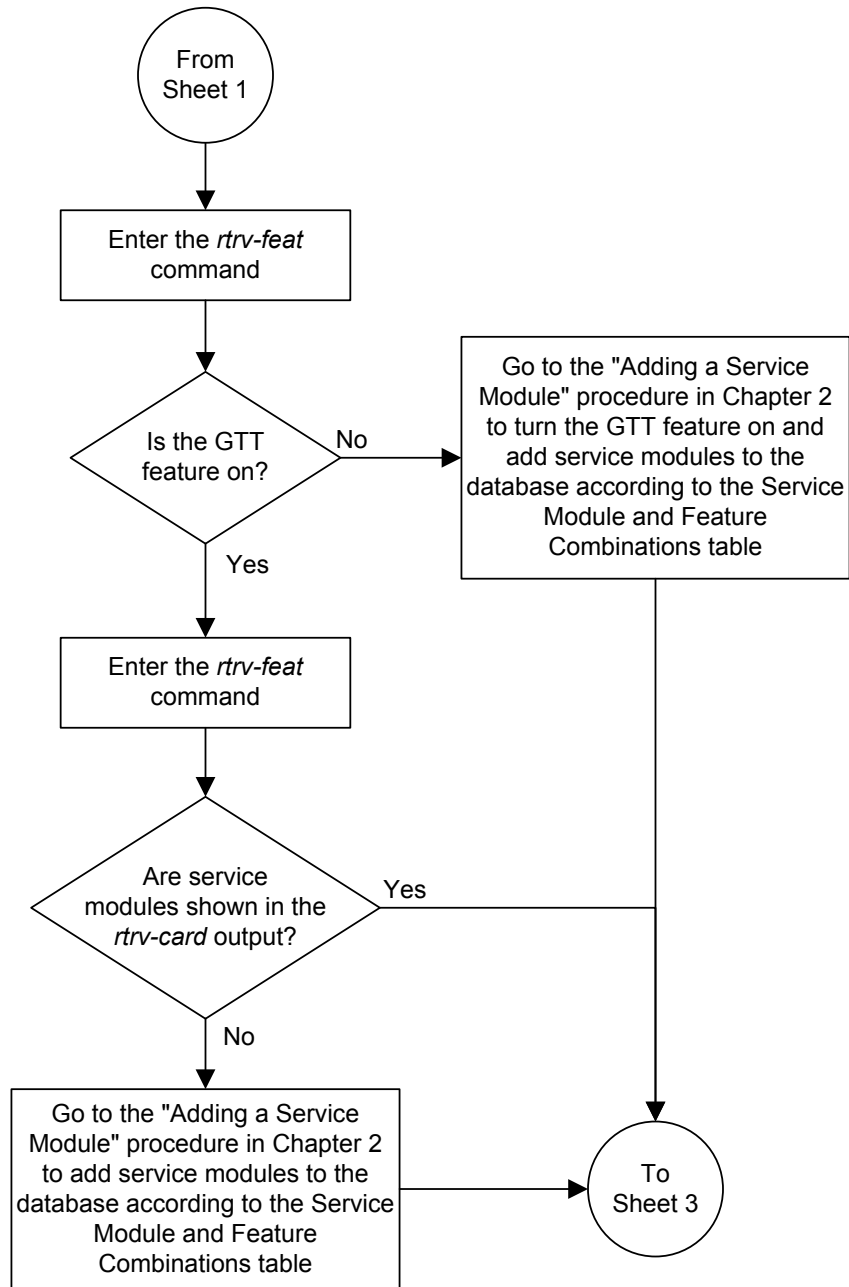 From
Sheet 1
Enter the rtrv-feat
command
Is the GTT
feature on?
No
Go to the "Adding a Service
Module" procedure in Chapter 2
to turn the GTT feature on and
add service modules to the
database according to the Service
Module and Feature
Combinations table
Yes
Enter the rtrv-feat
command
Are service
modules shown in the
rtrv-card output?
Yes
No
Go to the "Adding a Service
Module" procedure in Chapter 2
to add service modules to the
database according to the Service
Module and Feature
Combinations table
To
Sheet 3